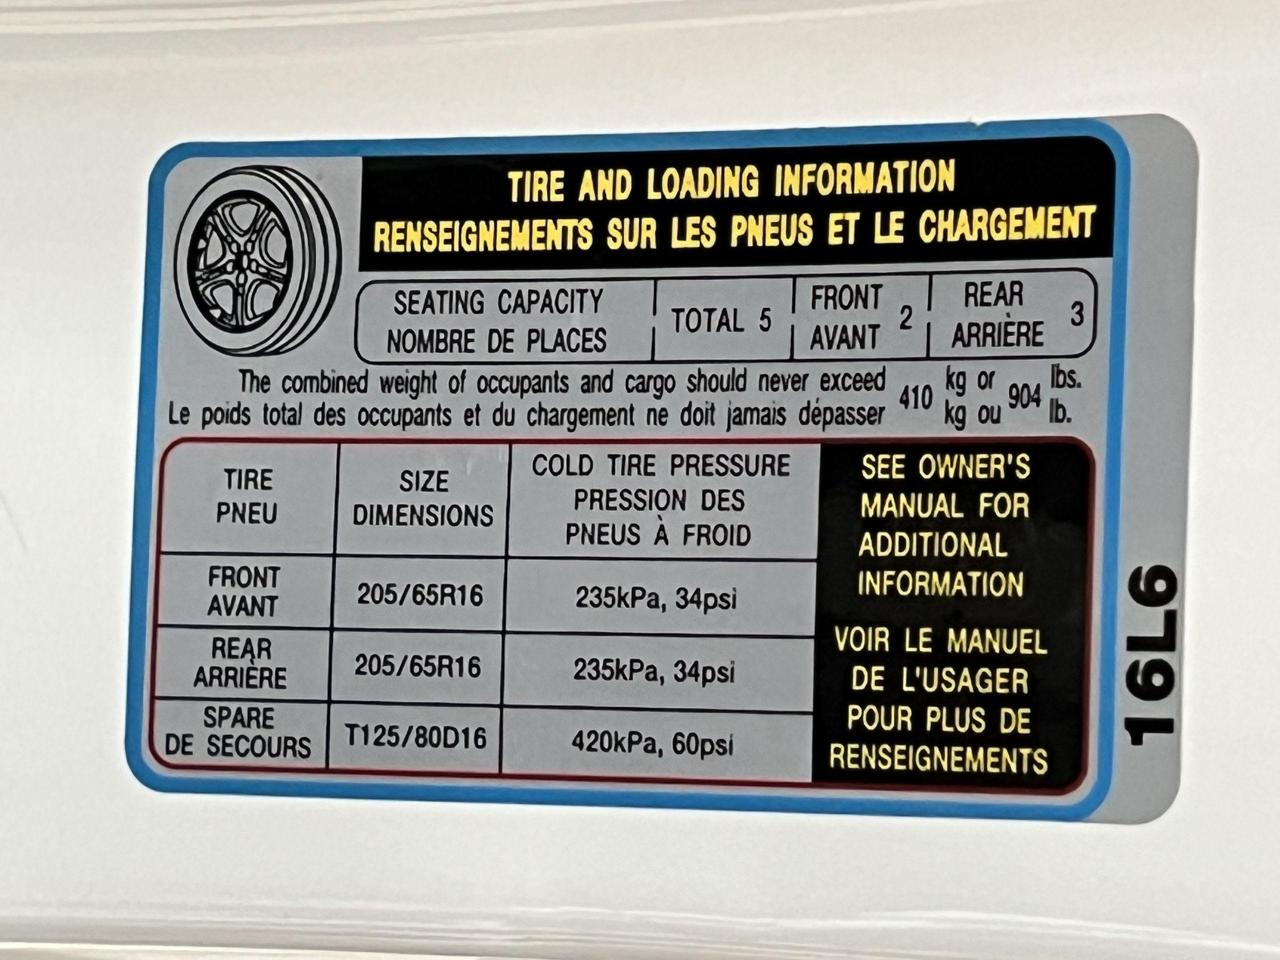 TIRE AND LOADING INFORMATION
RENSEIGNEMENTS SUR LES PNEUS ET LE CHARGEMENT
SEATING CAPACITY
NOMBRE DE PLACES
TOTAL 5
FRONT
AVANT
2
REAR
ARRIÈRE
3
The combined weight of occupants and cargo should never exceed 410 kg or 904 lbs.
Le poids total des occupants et du chargement ne doit jamais dépasser kg ou lb.
TIRE
PNEU
SIZE
DIMENSIONS
COLD TIRE PRESSURE
PRESSION DES
PNEUS À FROID
FRONT
AVANT
205/65R16
235kPa, 34psi
REAR
ARRIÈRE
205/65R16
235kPa, 34psi
SPARE
DE SECOURS
T125/80D16
420kPa, 60psi
SEE OWNER'S
MANUAL FOR
ADDITIONAL
INFORMATION
VOIR LE MANUEL
DE L'USAGER
POUR PLUS DE
RENSEIGNEMENTS
16L6